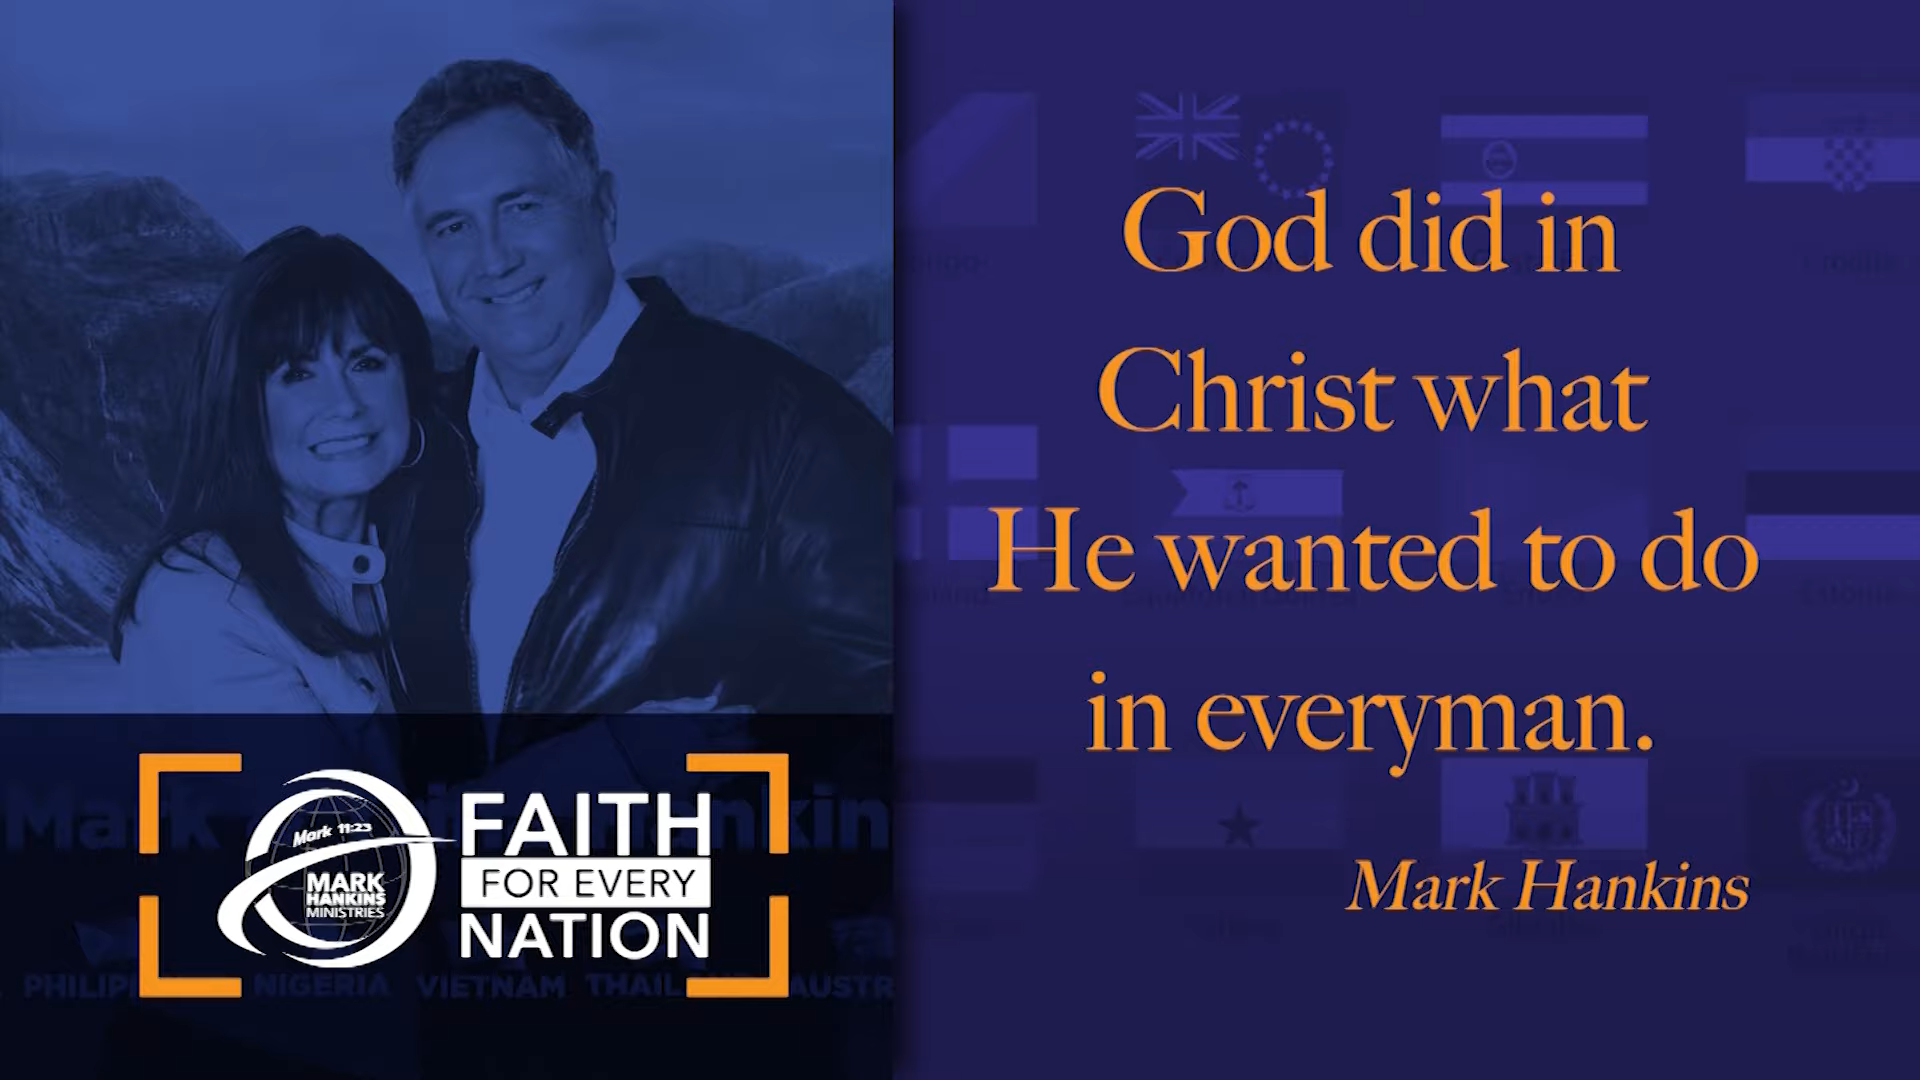 God did in
Christ what
He wanted to do
in everyman.
Mark Hankins
Mark 11:23
MARK
HANKINS
MINISTRIES
FAITH
FOR EVERY
NATION
NIGERIA VIETNAM